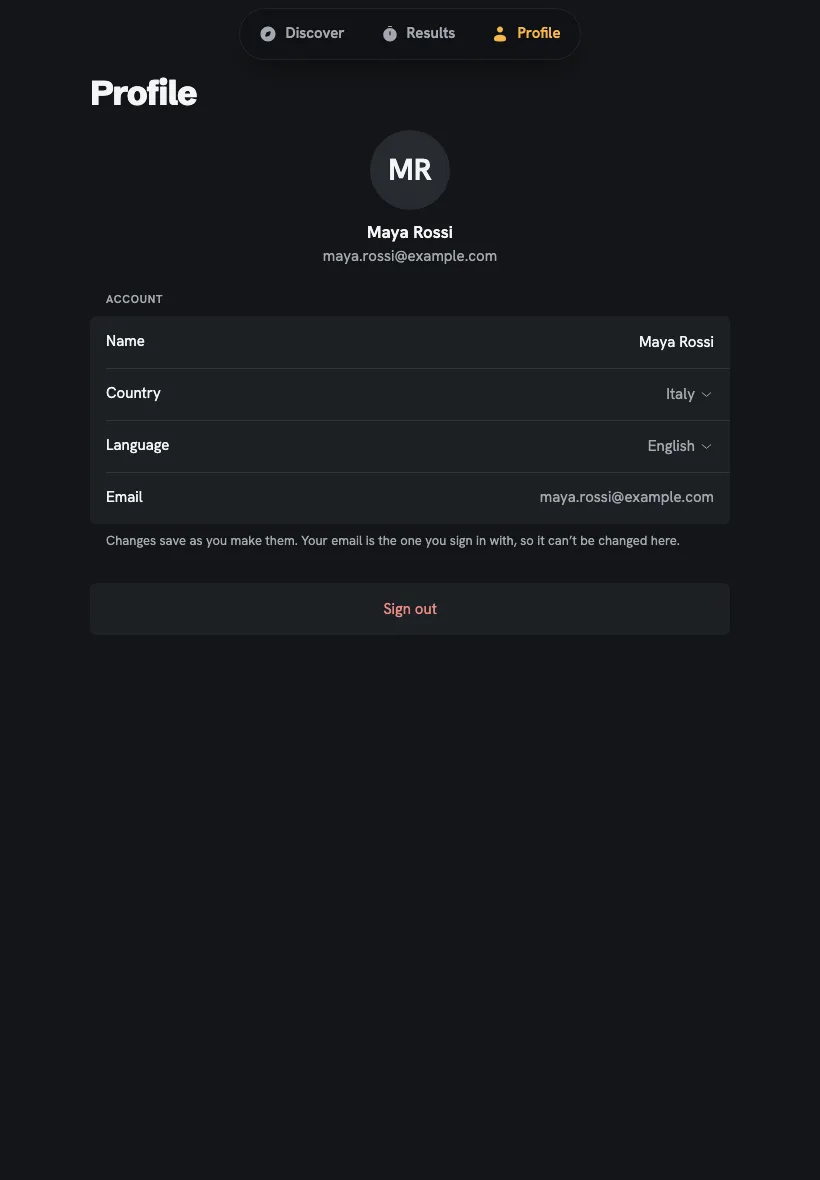 Discover Results Profile
Profile
MR
Maya Rossi
maya.rossi@example.com
ACCOUNT
Name Maya Rossi
Country Italy
Language English
Email maya.rossi@example.com
Changes save as you make them. Your email is the one you sign in with, so it can’t be changed here.
Sign out